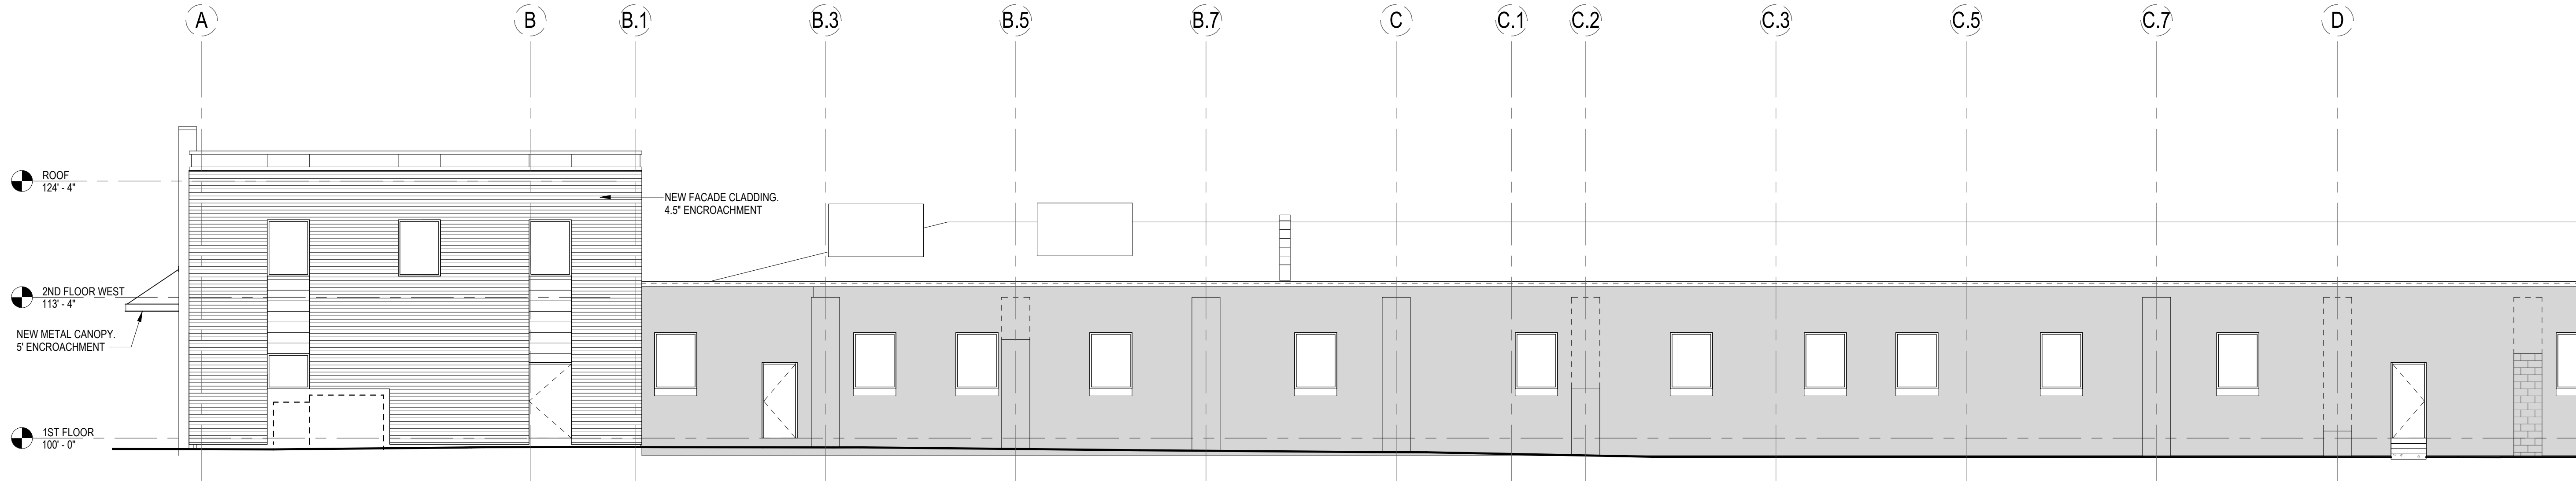 A B B.1 B.3 B.5 B.7 C C.1 C.2 C.3 C.5 C.7 D
ROOF
124' - 4"
NEW FACADE CLADDING.
4.5" ENCROACHMENT
2ND FLOOR WEST
113' - 4"
NEW METAL CANOPY.
5' ENCROACHMENT
1ST FLOOR
100' - 0"